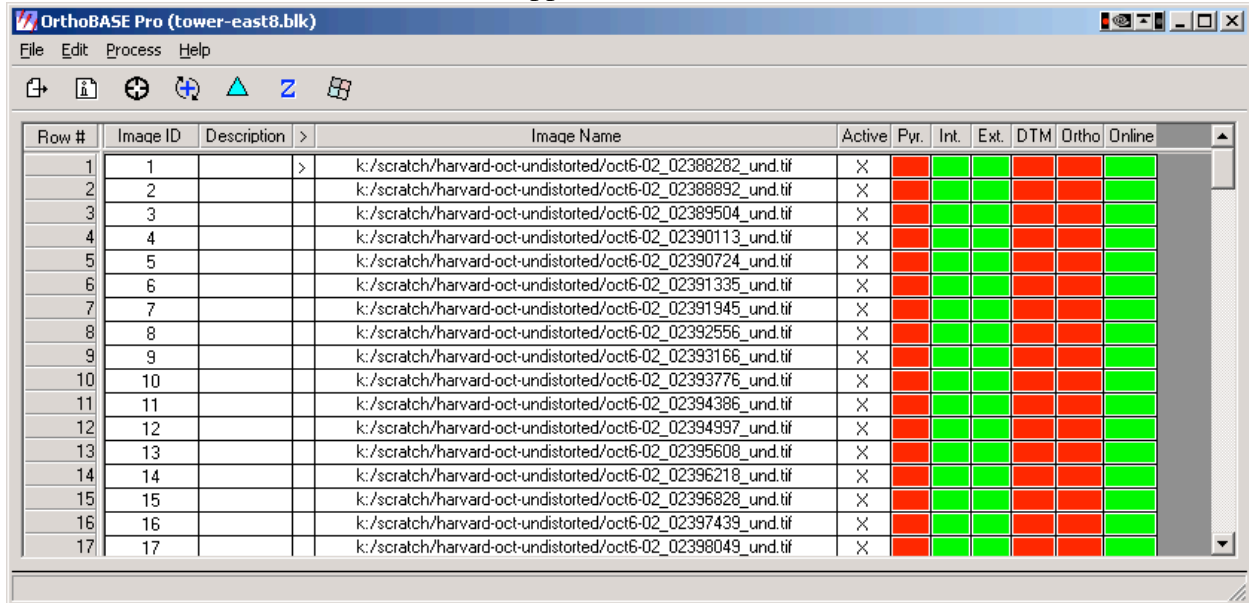 OrthoBASE Pro (tower-east8.blk)
File Edit Process Help
Row # Image ID Description > Image Name Active Pyr. Int. Ext. DTM Ortho Online
1 1 > k:/scratch/harvard-oct-undistorted/oct6-02_02388282_und.tif X
2 2 k:/scratch/harvard-oct-undistorted/oct6-02_02388892_und.tif X
3 3 k:/scratch/harvard-oct-undistorted/oct6-02_02389504_und.tif X
4 4 k:/scratch/harvard-oct-undistorted/oct6-02_02390113_und.tif X
5 5 k:/scratch/harvard-oct-undistorted/oct6-02_02390724_und.tif X
6 6 k:/scratch/harvard-oct-undistorted/oct6-02_02391335_und.tif X
7 7 k:/scratch/harvard-oct-undistorted/oct6-02_02391945_und.tif X
8 8 k:/scratch/harvard-oct-undistorted/oct6-02_02392556_und.tif X
9 9 k:/scratch/harvard-oct-undistorted/oct6-02_02393166_und.tif X
10 10 k:/scratch/harvard-oct-undistorted/oct6-02_02393776_und.tif X
11 11 k:/scratch/harvard-oct-undistorted/oct6-02_02394386_und.tif X
12 12 k:/scratch/harvard-oct-undistorted/oct6-02_02394997_und.tif X
13 13 k:/scratch/harvard-oct-undistorted/oct6-02_02395608_und.tif X
14 14 k:/scratch/harvard-oct-undistorted/oct6-02_02396218_und.tif X
15 15 k:/scratch/harvard-oct-undistorted/oct6-02_02396828_und.tif X
16 16 k:/scratch/harvard-oct-undistorted/oct6-02_02397439_und.tif X
17 17 k:/scratch/harvard-oct-undistorted/oct6-02_02398049_und.tif X